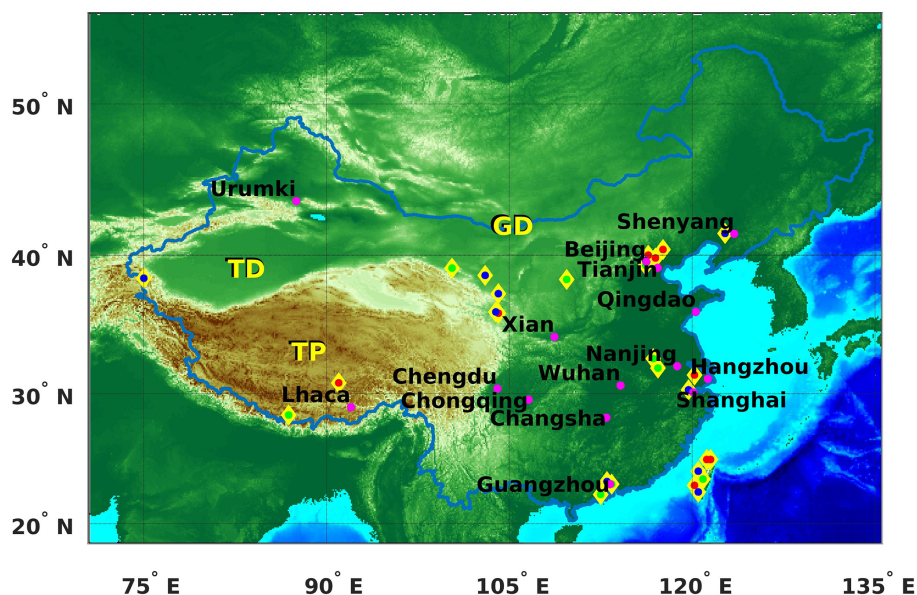 50° N
Urumki
Shenyang
GD
40° N
Beijing
TD
Tianjin
Qingdao
Xian
TP
Nanjing
Hangzhou
Wuhan
Chengdu
30° N
Lhaca
Chongqing
Shanghai
Changsha
Guangzhou
20° N
75° E
90° E
105° E
120° E
135° E